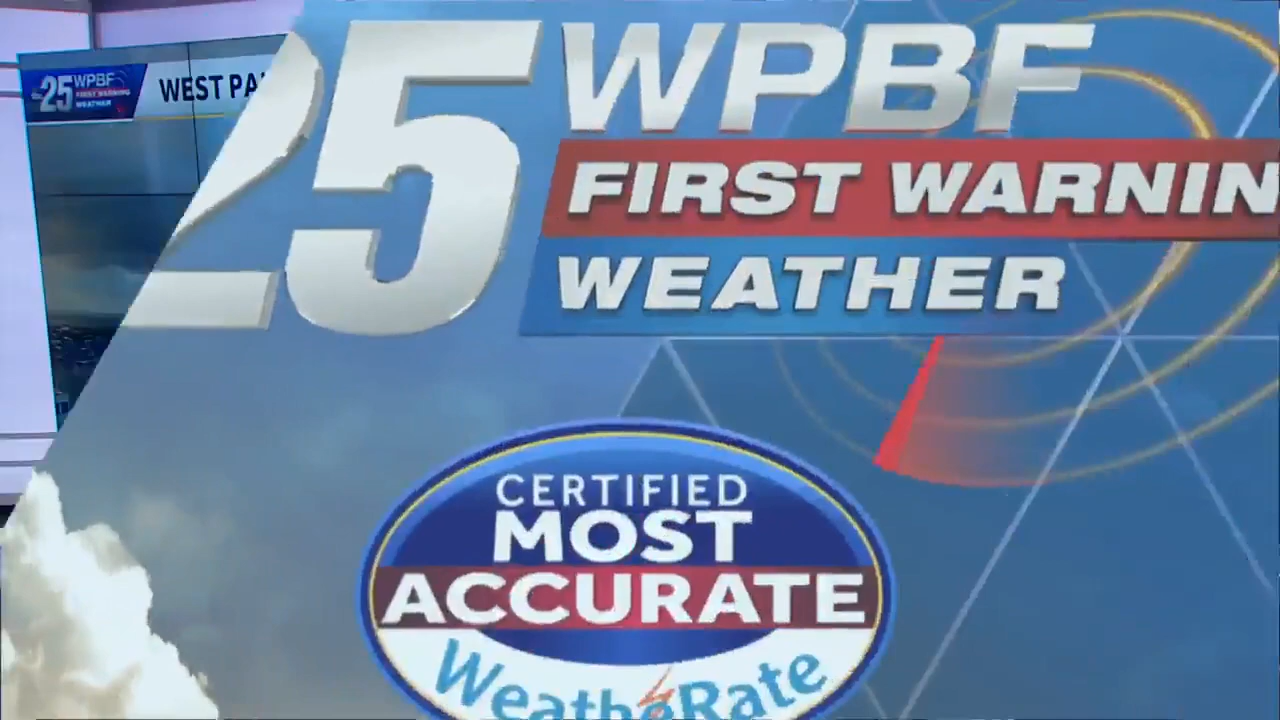 25 WPBF
FIRST WARNING
WEATHER
WEST PA
25
WPBF
FIRST WARNIN
WEATHER
CERTIFIED
MOST
ACCURATE
WeatheRate